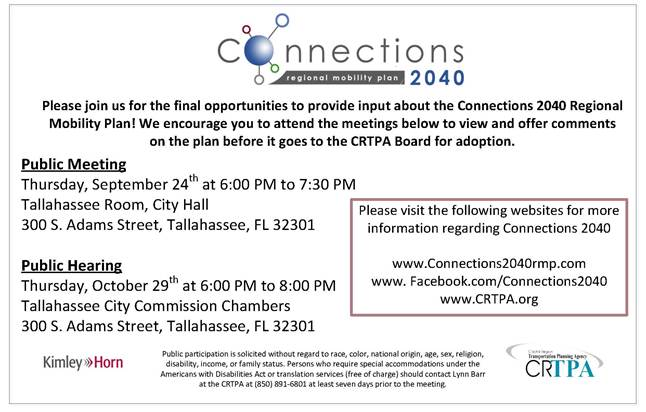 Connections
regional mobility plan 2040
Please join us for the final opportunities to provide input about the Connections 2040 Regional
Mobility Plan! We encourage you to attend the meetings below to view and offer comments
on the plan before it goes to the CRTPA Board for adoption.
Public Meeting
Thursday, September 24th at 6:00 PM to 7:30 PM
Tallahassee Room, City Hall
300 S. Adams Street, Tallahassee, FL 32301
Please visit the following websites for more
information regarding Connections 2040
www.Connections2040rmp.com
www. Facebook.com/Connections2040
www.CRTPA.org
Public Hearing
Thursday, October 29th at 6:00 PM to 8:00 PM
Tallahassee City Commission Chambers
300 S. Adams Street, Tallahassee, FL 32301
Kimley»Horn
Public participation is solicited without regard to race, color, national origin, age, sex, religion,
disability, income, or family status. Persons who require special accommodations under the
Americans with Disabilities Act or translation services (free of charge) should contact Lynn Barr
at the CRTPA at (850) 891-6801 at least seven days prior to the meeting.
Capital Region
Transportation Planning Agency
CRTPA